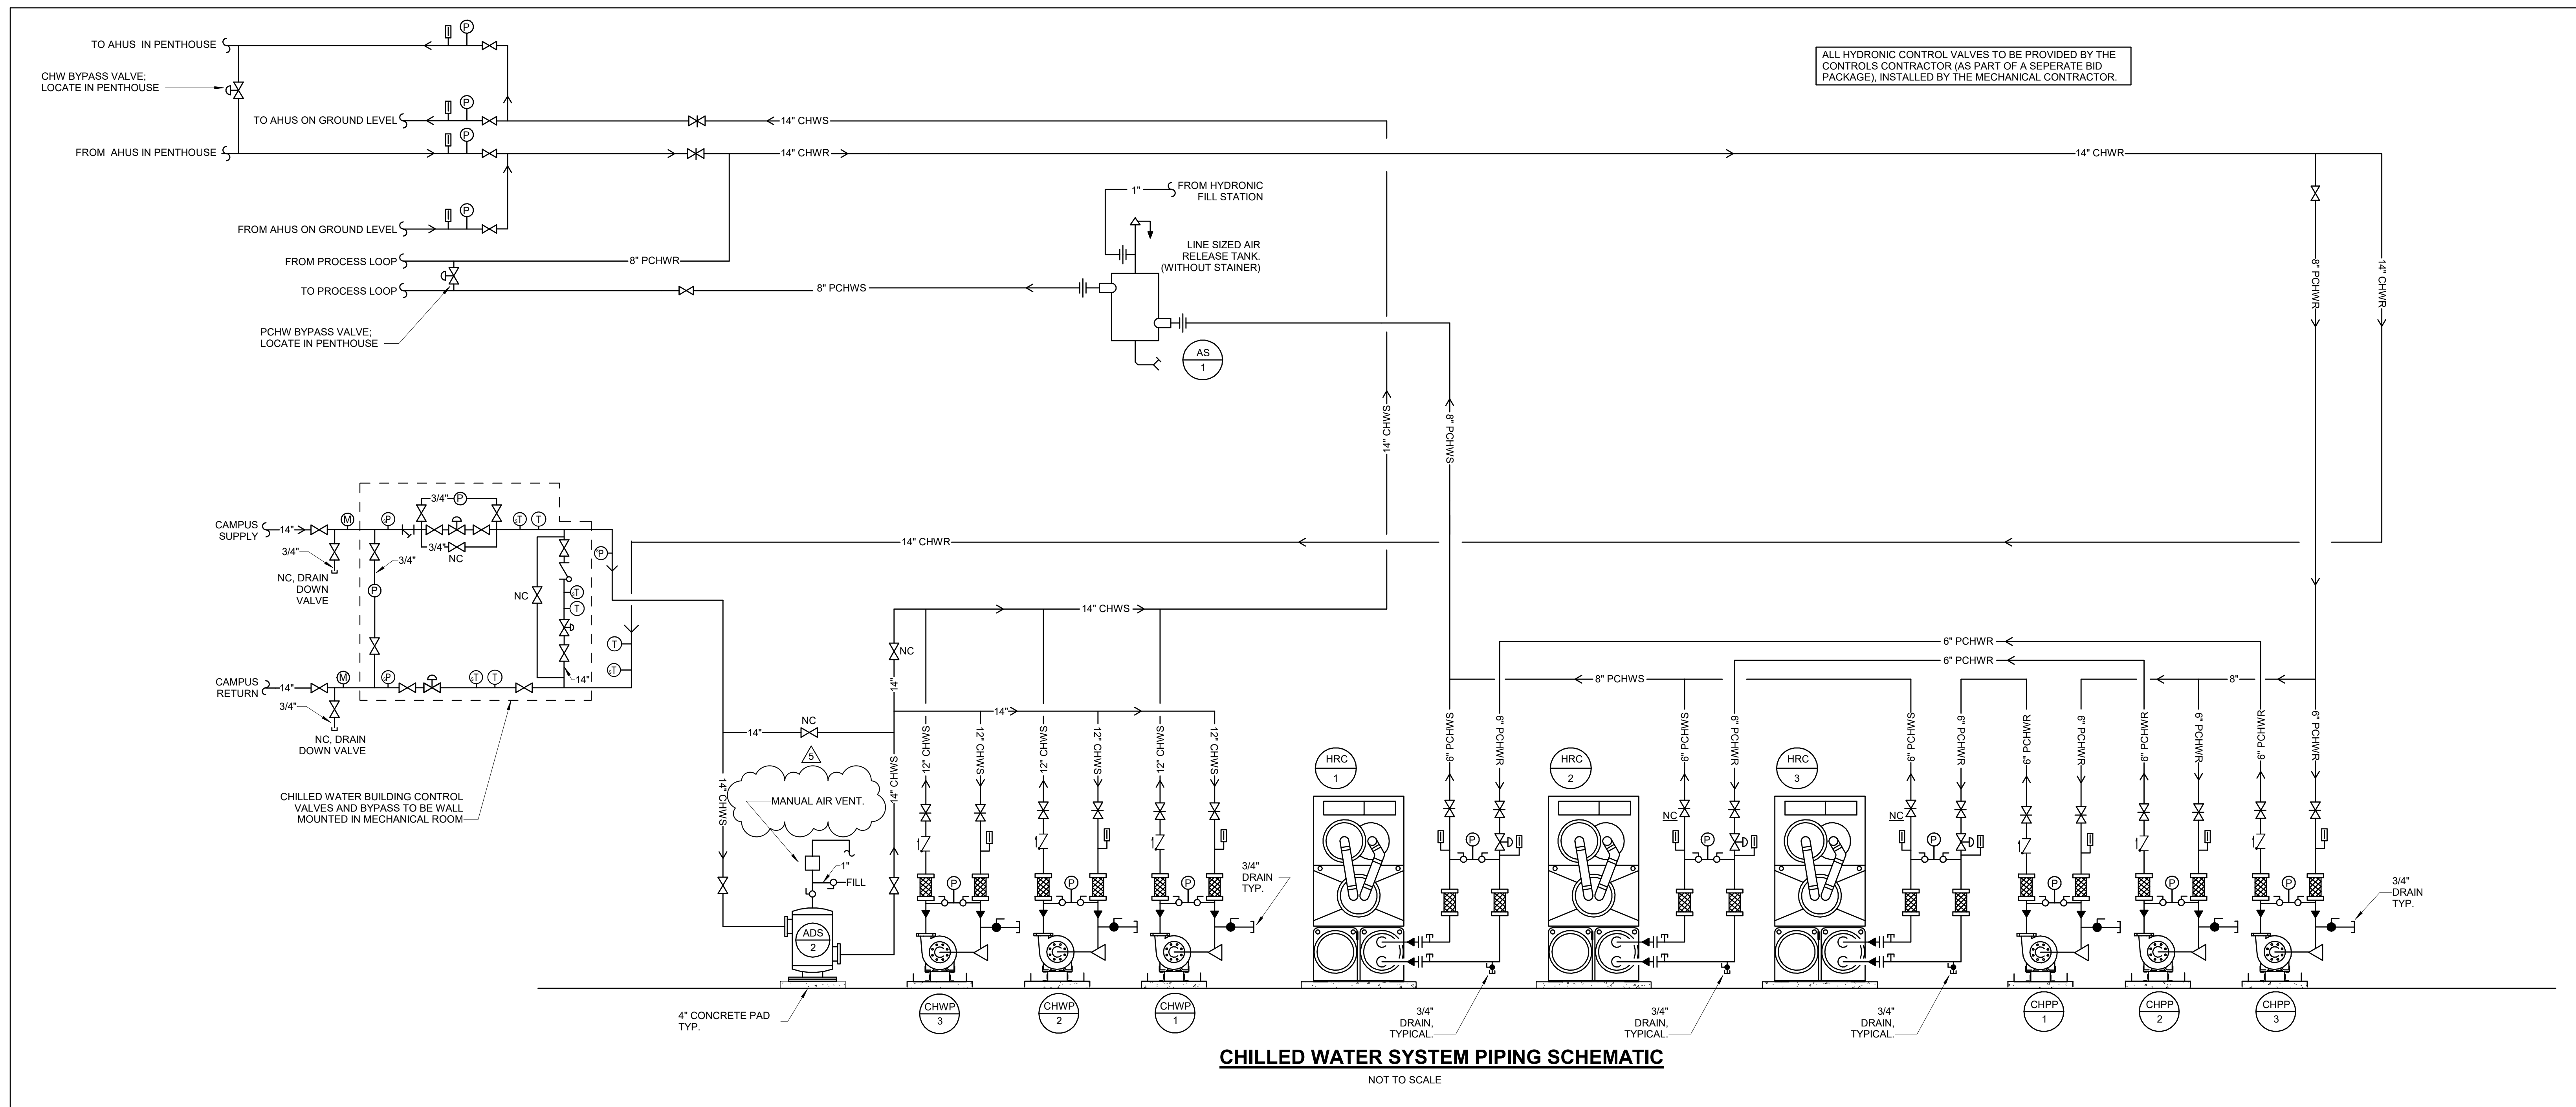 TO AHUS IN PENTHOUSE
P
CHW BYPASS VALVE;
LOCATE IN PENTHOUSE
P
TO AHUS ON GROUND LEVEL
14" CHWS
P
FROM AHUS IN PENTHOUSE
14" CHWR
14" CHWR
P
FROM AHUS ON GROUND LEVEL
FROM PROCESS LOOP
8" PCHWR
TO PROCESS LOOP
8" PCHWS
PCHW BYPASS VALVE;
LOCATE IN PENTHOUSE
ALL HYDRONIC CONTROL VALVES TO BE PROVIDED BY THE
CONTROLS CONTRACTOR (AS PART OF A SEPERATE BID
PACKAGE), INSTALLED BY THE MECHANICAL CONTRACTOR.
1"
FROM HYDRONIC
FILL STATION
LINE SIZED AIR
RELEASE TANK.
(WITHOUT STAINER)
AS
1
8" PCHWR
14" CHWR
14" CHWS
8" PCHWS
3/4"
P
CAMPUS
SUPPLY
14"
M
P
T
T
3/4"
3/4"
NC
3/4"
NC, DRAIN
DOWN
VALVE
P
P
NC
T
T
T
T
CAMPUS
RETURN
14"
M
P
T
T
14"
3/4"
NC, DRAIN
DOWN VALVE
CHILLED WATER BUILDING CONTROL
VALVES AND BYPASS TO BE WALL
MOUNTED IN MECHANICAL ROOM
14" CHWR
14" CHWS
NC
14"
14"
NC
14"
5
MANUAL AIR VENT.
14" CHWS
14" CHWS
1"
FILL
ADS
2
4" CONCRETE PAD
TYP.
12" CHWS
12" CHWS
12" CHWS
12" CHWS
12" CHWS
12" CHWS
P
P
P
3/4"
DRAIN
TYP.
CHWP
3
CHWP
2
CHWP
1
6" PCHWR
6" PCHWR
8" PCHWS
8"
HRC
1
6" PCHWS
6" PCHWR
P
3/4"
DRAIN,
TYPICAL.
HRC
2
6" PCHWS
6" PCHWR
NC
P
3/4"
DRAIN,
TYPICAL.
HRC
3
6" PCHWS
6" PCHWR
NC
P
3/4"
DRAIN,
TYPICAL.
6" PCHWR
6" PCHWR
6" PCHWR
6" PCHWR
6" PCHWR
6" PCHWR
P
P
P
3/4"
DRAIN
TYP.
CHPP
1
CHPP
2
CHPP
3
CHILLED WATER SYSTEM PIPING SCHEMATIC
NOT TO SCALE